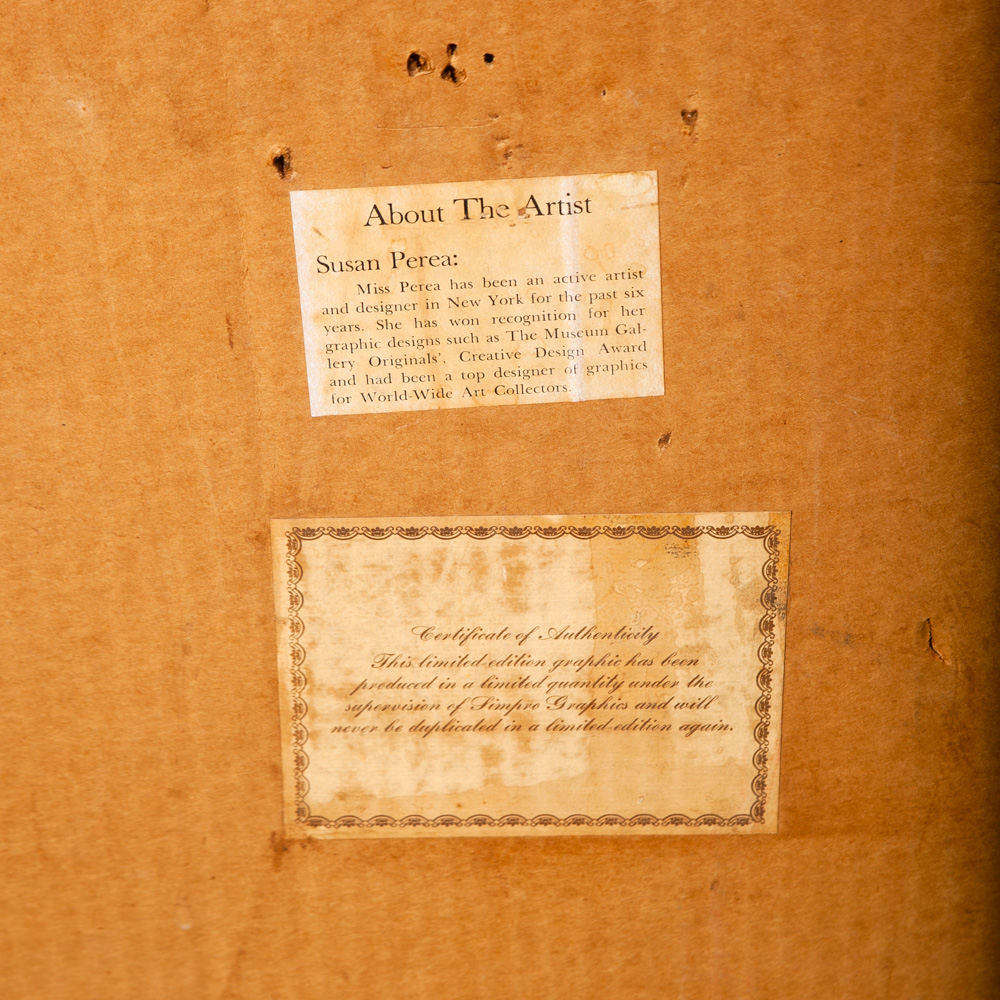 About The Artist
Susan Perea:
Miss Perea has been an active artist
and designer in New York for the past six
years. She has won recognition for her
graphic designs such as The Museum Gal-
lery Originals', Creative Design Award
and had been a top designer of graphics
for World-Wide Art Collectors.
Certificate of Authenticity
This limited edition graphic has been
produced in a limited quantity under the
supervision of Simpro Graphics and will
never be duplicated in a limited edition again.